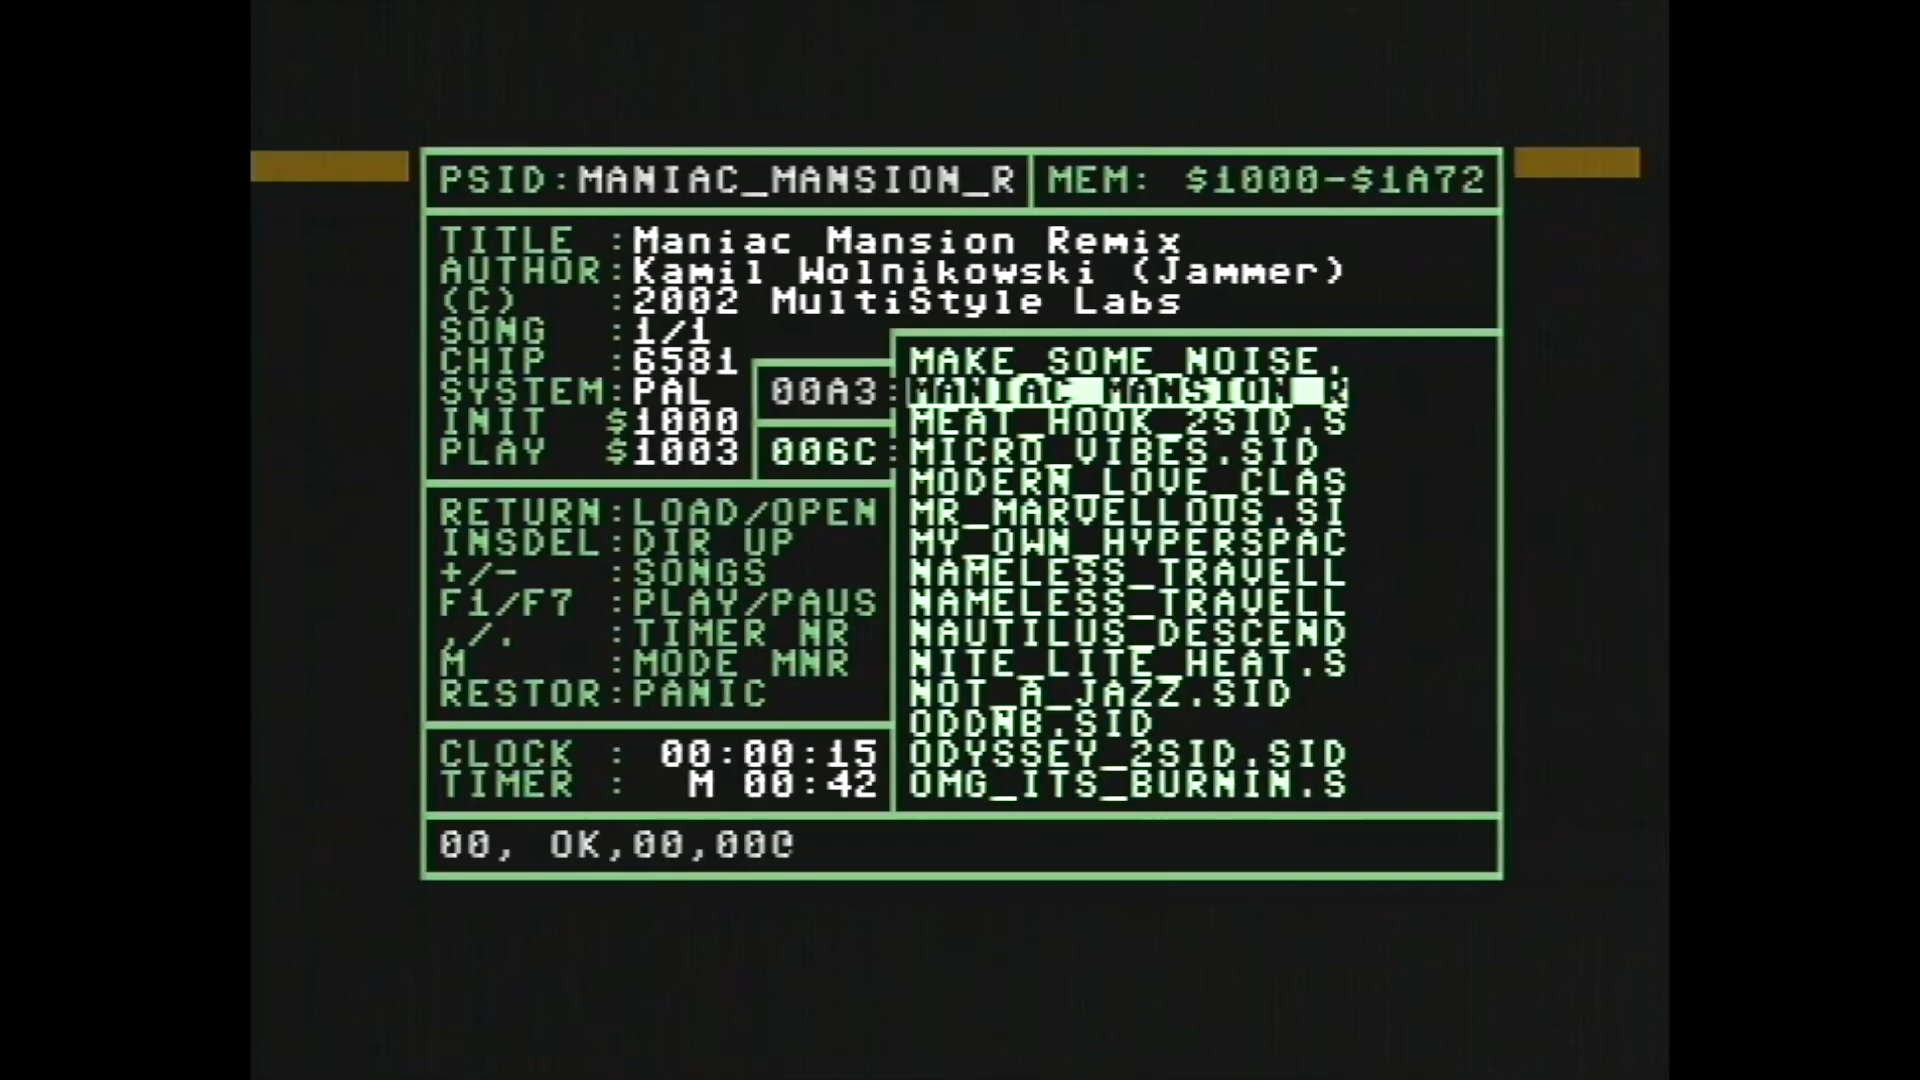 PSID:MANIAC_MANSION_R MEM: $1000-$1A72
TITLE :Maniac Mansion Remix
AUTHOR:Kamil Wolnikowski (Jammer)
(C) :2002 MultiStyle Labs
SONG :1/1
CHIP :6581
SYSTEM:PAL
INIT $1000
PLAY $1003
00A3:
006C:
MAKE_SOME_NOISE.
MANIAC_MANSION_R
MEAT_HOOK_2SID.S
MICRO_VIBES.SID
MODERN_LOVE_CLAS
MR_MARVELLOUS.SI
MY_OWN_HYPERSPAC
NAMELESS_TRAVELL
NAMELESS_TRAVELL
NAUTILUS_DESCEND
NITE_LITE_HEAT.S
NOT_A_JAZZ.SID
ODDNB.SID
ODYSSEY_2SID.SID
OMG_ITS_BURNIN.S
RETURN:LOAD/OPEN
INSDEL:DIR UP
+/- :SONGS
F1/F7 :PLAY/PAUS
,/. :TIMER NR
M :MODE MNR
RESTOR:PANIC
CLOCK : 00:00:15
TIMER : M 00:42
00, OK,00,00